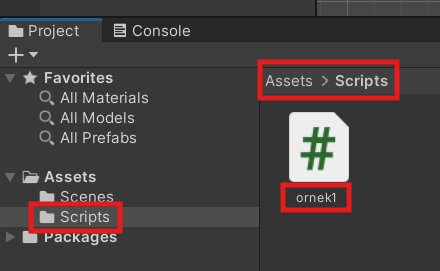 Project
Console
Favorites
All Materials
All Models
All Prefabs
Assets
Scenes
Scripts
Packages
Assets > Scripts
#
ornek1